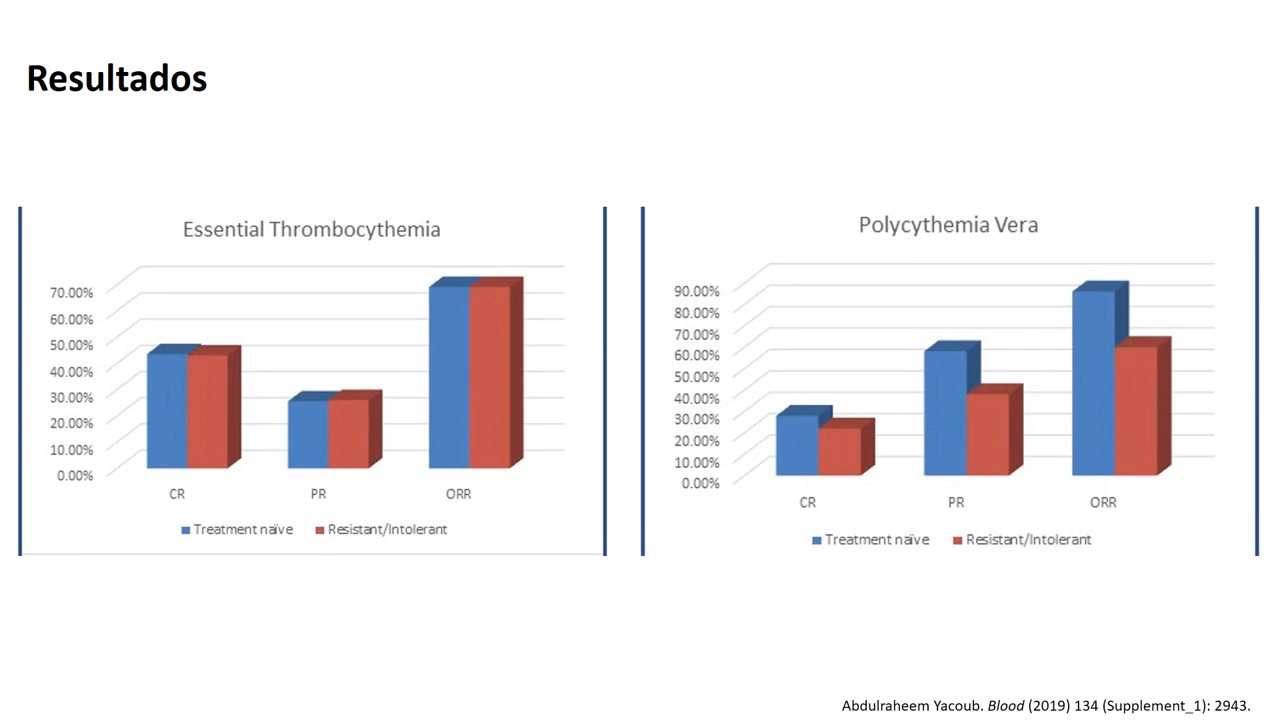 Resultados
Essential Thrombocythemia
70.00%
60.00%
50.00%
40.00%
30.00%
20.00%
10.00%
0.00%
CR PR ORR
Treatment naïve Resistant/Intolerant
Polycythemia Vera
90.00%
80.00%
70.00%
60.00%
50.00%
40.00%
30.00%
20.00%
10.00%
0.00%
CR PR ORR
Treatment naïve Resistant/Intolerant
Abdulraheem Yacoub. Blood (2019) 134 (Supplement_1): 2943.